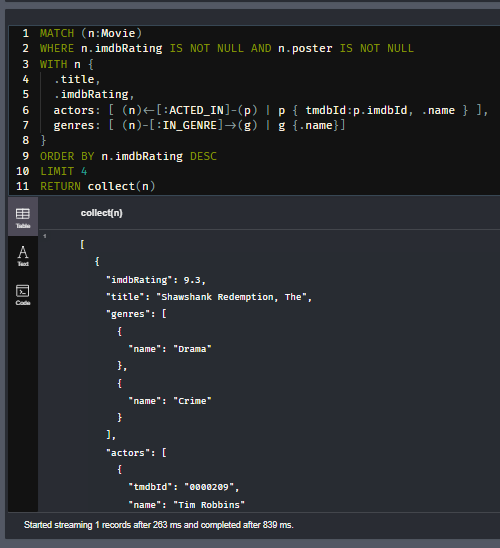 1 MATCH (n:Movie)
2 WHERE n.imdbRating IS NOT NULL AND n.poster IS NOT NULL
3 WITH n {
4 .title,
5 .imdbRating,
6 actors: [ (n)<-[:ACTED_IN]-(p) | p { tmdbId:p.imdbId, .name } ],
7 genres: [ (n)-[:IN_GENRE]->(g) | g {.name}]
8 }
9 ORDER BY n.imdbRating DESC
10 LIMIT 4
11 RETURN collect(n)
Table
Text
Code
collect(n)
1
[
{
"imdbRating": 9.3,
"title": "Shawshank Redemption, The",
"genres": [
{
"name": "Drama"
},
{
"name": "Crime"
}
],
"actors": [
{
"tmdbId": "0000209",
"name": "Tim Robbins"
Started streaming 1 records after 263 ms and completed after 839 ms.